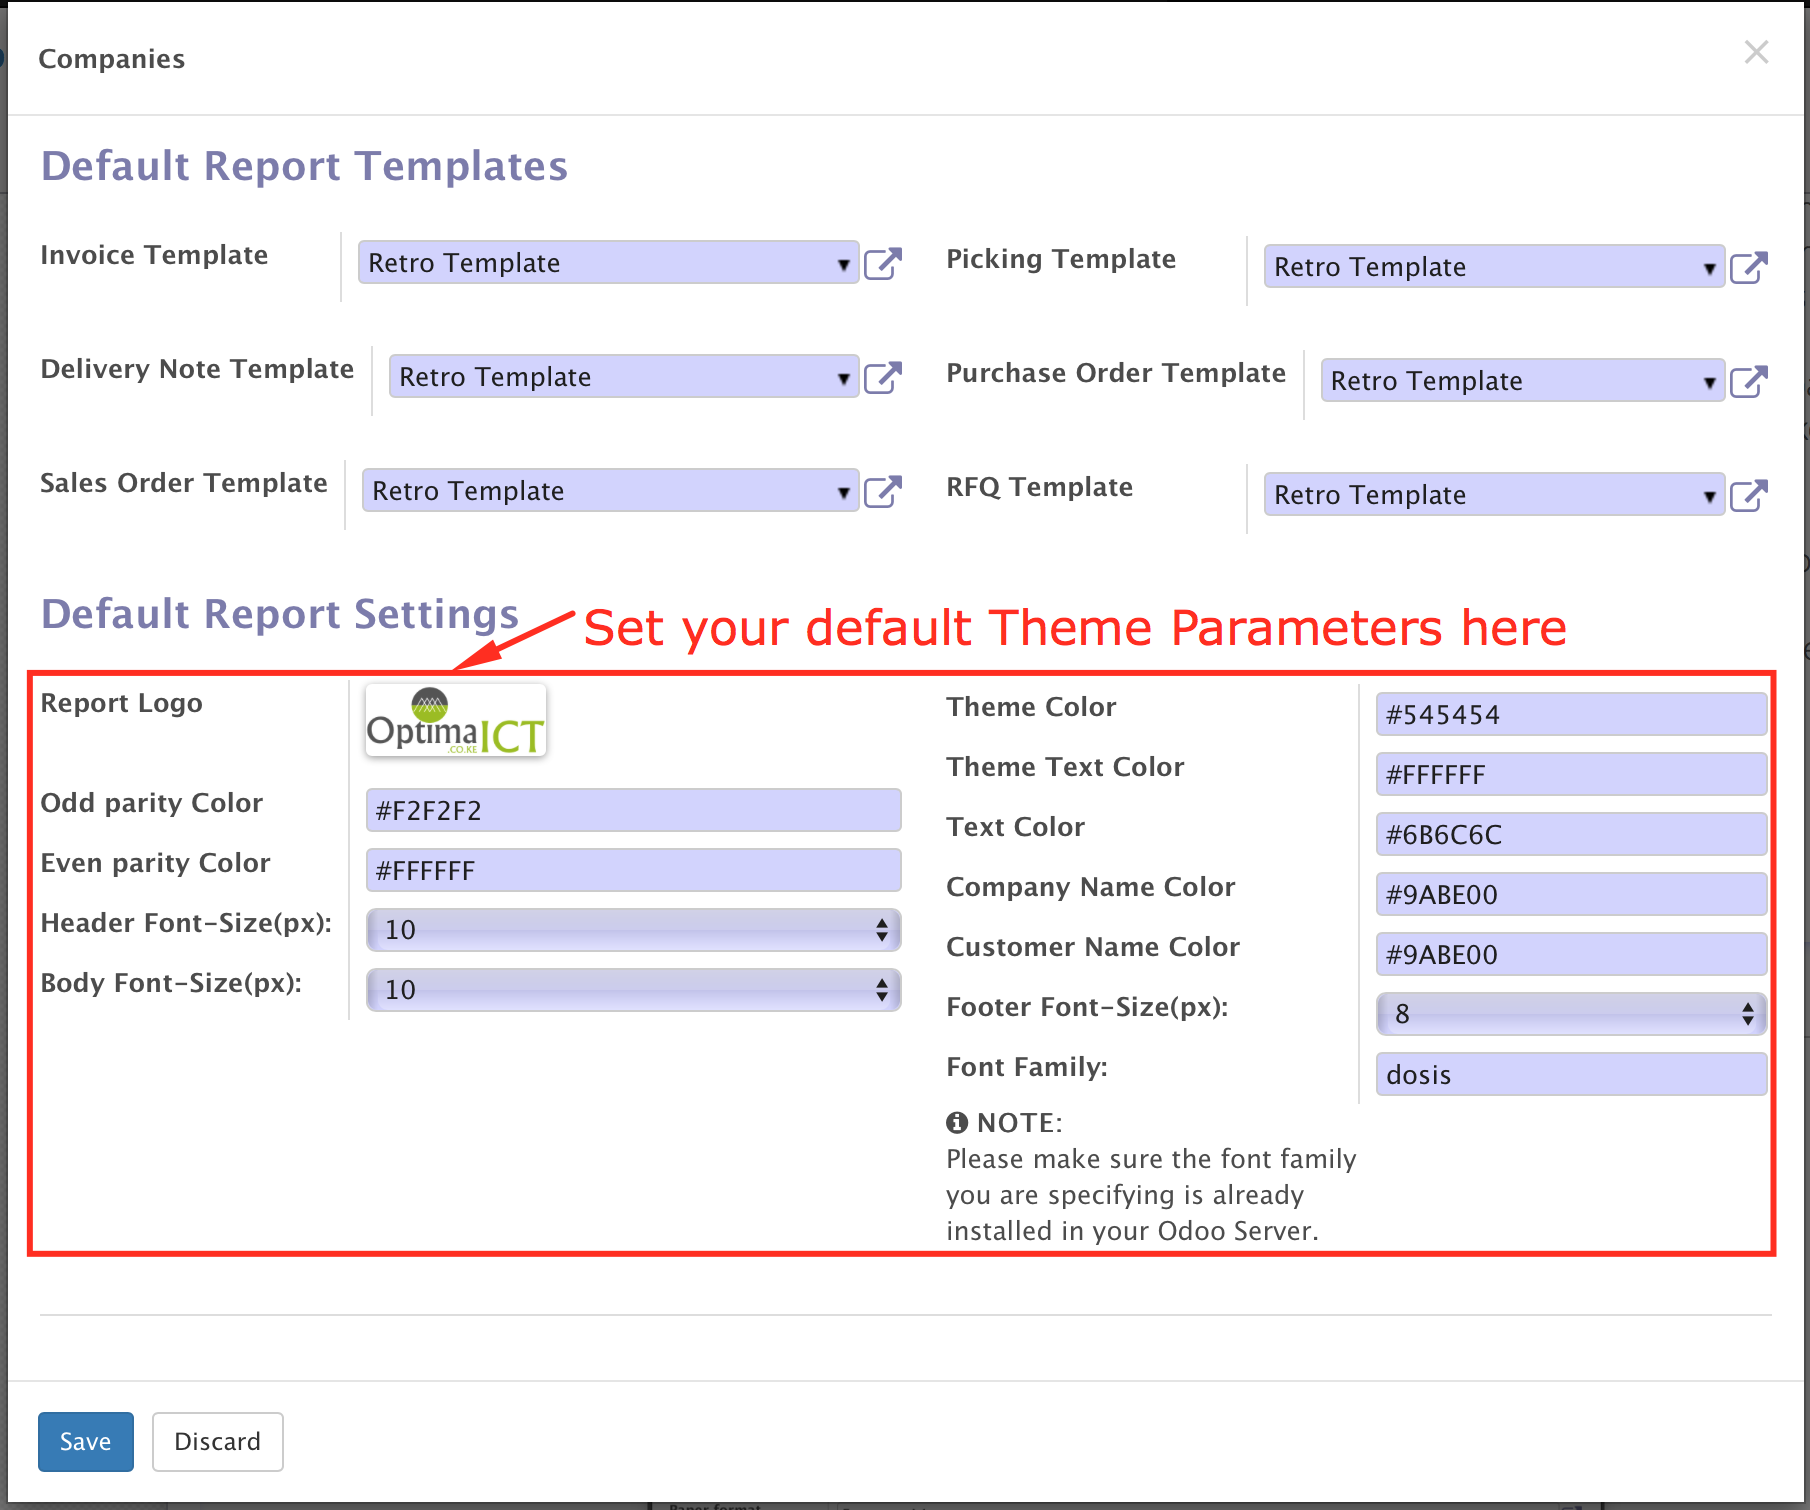 Companies
Default Report Templates
Invoice Template
Retro Template
Picking Template
Retro Template
Delivery Note Template
Retro Template
Purchase Order Template
Retro Template
Sales Order Template
Retro Template
RFQ Template
Retro Template
Default Report Settings
Set your default Theme Parameters here
Report Logo
OptimaICT
.CO.KE
Odd parity Color
#F2F2F2
Even parity Color
#FFFFFF
Header Font-Size(px):
10
Body Font-Size(px):
10
Theme Color
#545454
Theme Text Color
#FFFFFF
Text Color
#6B6C6C
Company Name Color
#9ABE00
Customer Name Color
#9ABE00
Footer Font-Size(px):
8
Font Family:
dosis
NOTE:
Please make sure the font family
you are specifying is already
installed in your Odoo Server.
Save
Discard